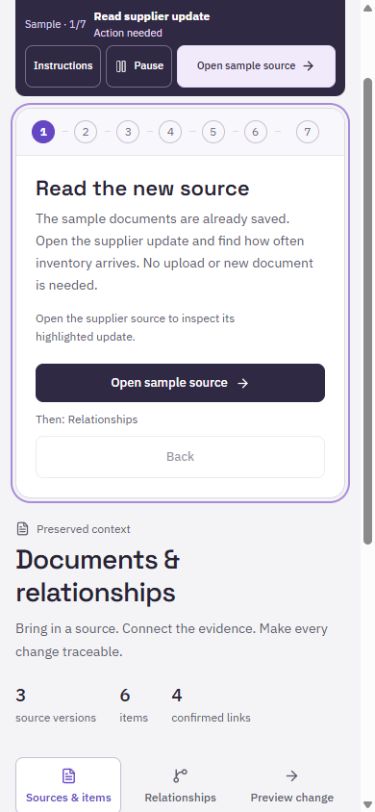 Sample · 1/7
Read supplier update
Action needed
Instructions
Pause
Open sample source →
1 2 3 4 5 6 7
Read the new source
The sample documents are already saved.
Open the supplier update and find how often
inventory arrives. No upload or new document
is needed.
Open the supplier source to inspect its
highlighted update.
Open sample source →
Then: Relationships
Back
Preserved context
Documents &
relationships
Bring in a source. Connect the evidence. Make every
change traceable.
3 6 4
source versions items confirmed links
Sources & items Relationships Preview change